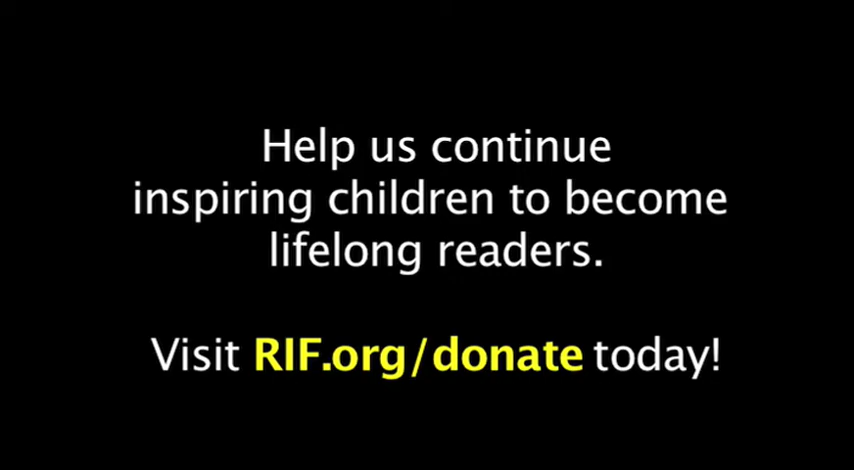 Help us continue
inspiring children to become
lifelong readers.
Visit RIF.org/donate today!